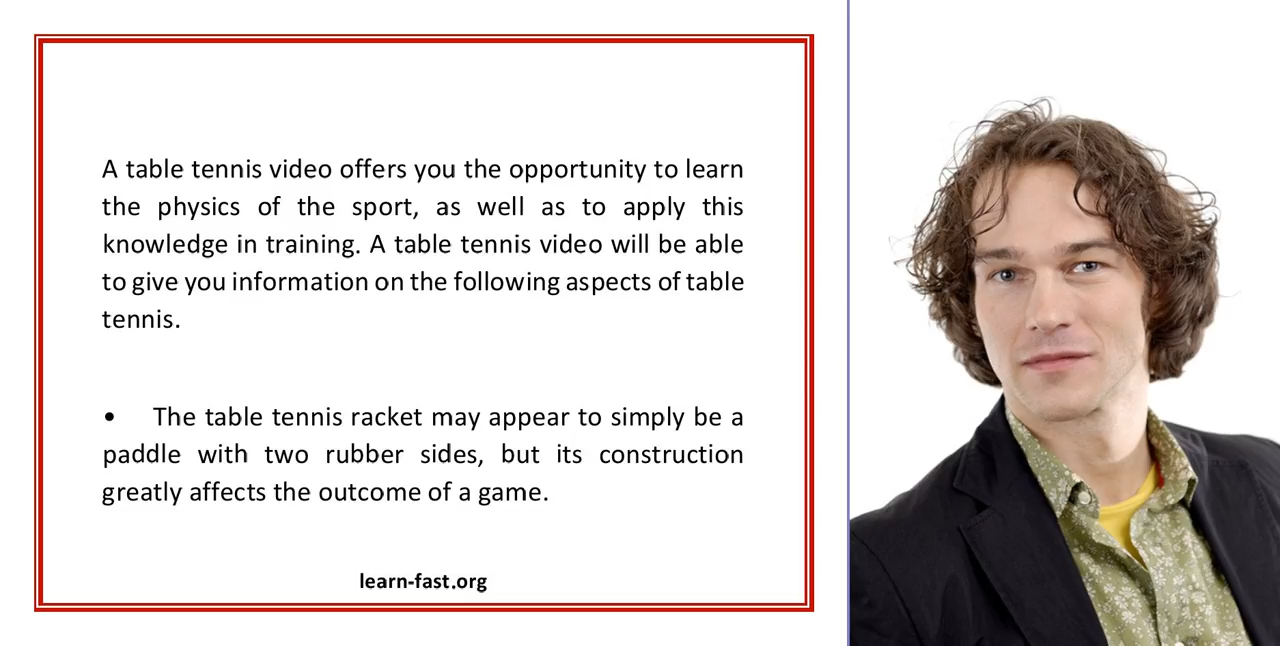 A table tennis video offers you the opportunity to learn
the physics of the sport, as well as to apply this
knowledge in training. A table tennis video will be able
to give you information on the following aspects of table
tennis.
• The table tennis racket may appear to simply be a
paddle with two rubber sides, but its construction
greatly affects the outcome of a game.
learn-fast.org